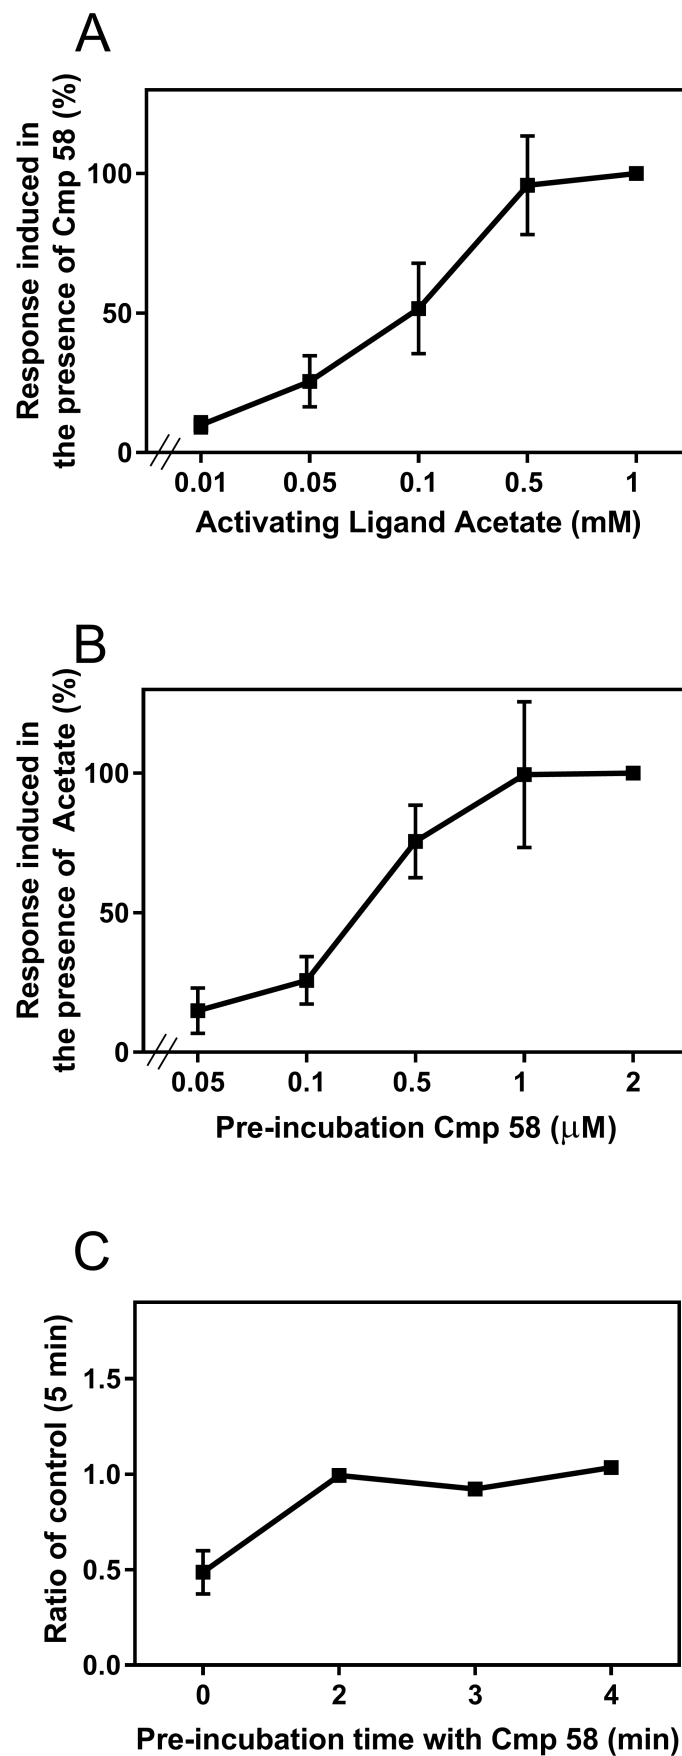 A
Response induced in
the presence of Cmp 58 (%)
100
50
0
0.01 0.05 0.1 0.5 1
Activating Ligand Acetate (mM)
B
Response induced in
the presence of Acetate (%)
100
50
0
0.05 0.1 0.5 1 2
Pre-incubation Cmp 58 (μM)
C
Ratio of control (5 min)
1.5
1.0
0.5
0.0
0 2 3 4
Pre-incubation time with Cmp 58 (min)